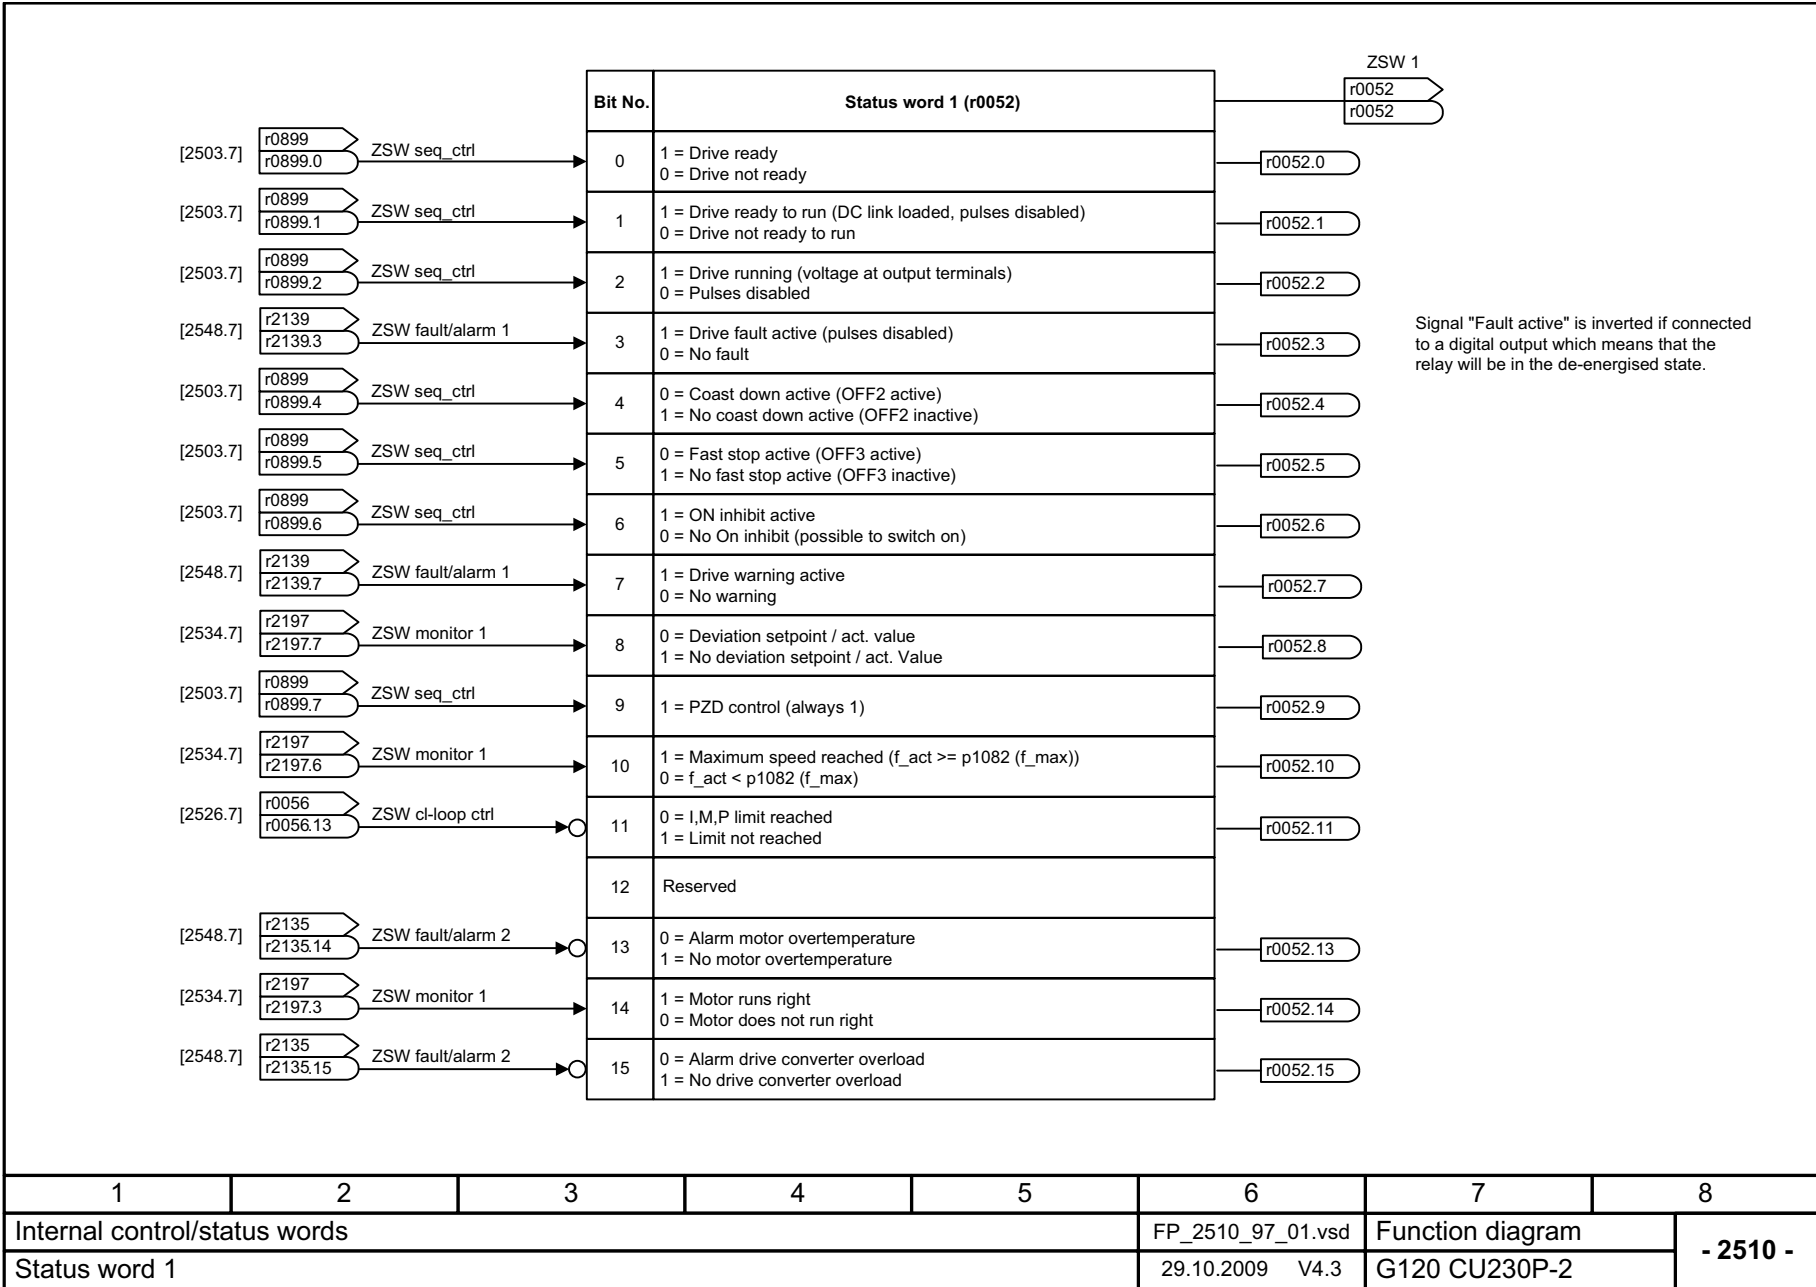 ZSW 1
r0052
r0052
Bit No. Status word 1 (r0052)
[2503.7] r0899 ZSW seq_ctrl
r0899.0
0 1 = Drive ready
0 = Drive not ready
r0052.0
[2503.7] r0899 ZSW seq_ctrl
r0899.1
1 1 = Drive ready to run (DC link loaded, pulses disabled)
0 = Drive not ready to run
r0052.1
[2503.7] r0899 ZSW seq_ctrl
r0899.2
2 1 = Drive running (voltage at output terminals)
0 = Pulses disabled
r0052.2
[2548.7] r2139 ZSW fault/alarm 1
r2139.3
3 1 = Drive fault active (pulses disabled)
0 = No fault
r0052.3
Signal "Fault active" is inverted if connected
to a digital output which means that the
relay will be in the de-energised state.
[2503.7] r0899 ZSW seq_ctrl
r0899.4
4 0 = Coast down active (OFF2 active)
1 = No coast down active (OFF2 inactive)
r0052.4
[2503.7] r0899 ZSW seq_ctrl
r0899.5
5 0 = Fast stop active (OFF3 active)
1 = No fast stop active (OFF3 inactive)
r0052.5
[2503.7] r0899 ZSW seq_ctrl
r0899.6
6 1 = ON inhibit active
0 = No On inhibit (possible to switch on)
r0052.6
[2548.7] r2139 ZSW fault/alarm 1
r2139.7
7 1 = Drive warning active
0 = No warning
r0052.7
[2534.7] r2197 ZSW monitor 1
r2197.7
8 0 = Deviation setpoint / act. value
1 = No deviation setpoint / act. Value
r0052.8
[2503.7] r0899 ZSW seq_ctrl
r0899.7
9 1 = PZD control (always 1)
r0052.9
[2534.7] r2197 ZSW monitor 1
r2197.6
10 1 = Maximum speed reached (f_act >= p1082 (f_max))
0 = f_act < p1082 (f_max)
r0052.10
[2526.7] r0056 ZSW cl-loop ctrl
r0056.13
11 0 = I,M,P limit reached
1 = Limit not reached
r0052.11
12 Reserved
[2548.7] r2135 ZSW fault/alarm 2
r2135.14
13 0 = Alarm motor overtemperature
1 = No motor overtemperature
r0052.13
[2534.7] r2197 ZSW monitor 1
r2197.3
14 1 = Motor runs right
0 = Motor does not run right
r0052.14
[2548.7] r2135 ZSW fault/alarm 2
r2135.15
15 0 = Alarm drive converter overload
1 = No drive converter overload
r0052.15
1 2 3 4 5 6 7 8
Internal control/status words FP_2510_97_01.vsd Function diagram
- 2510 -
Status word 1 29.10.2009 V4.3 G120 CU230P-2